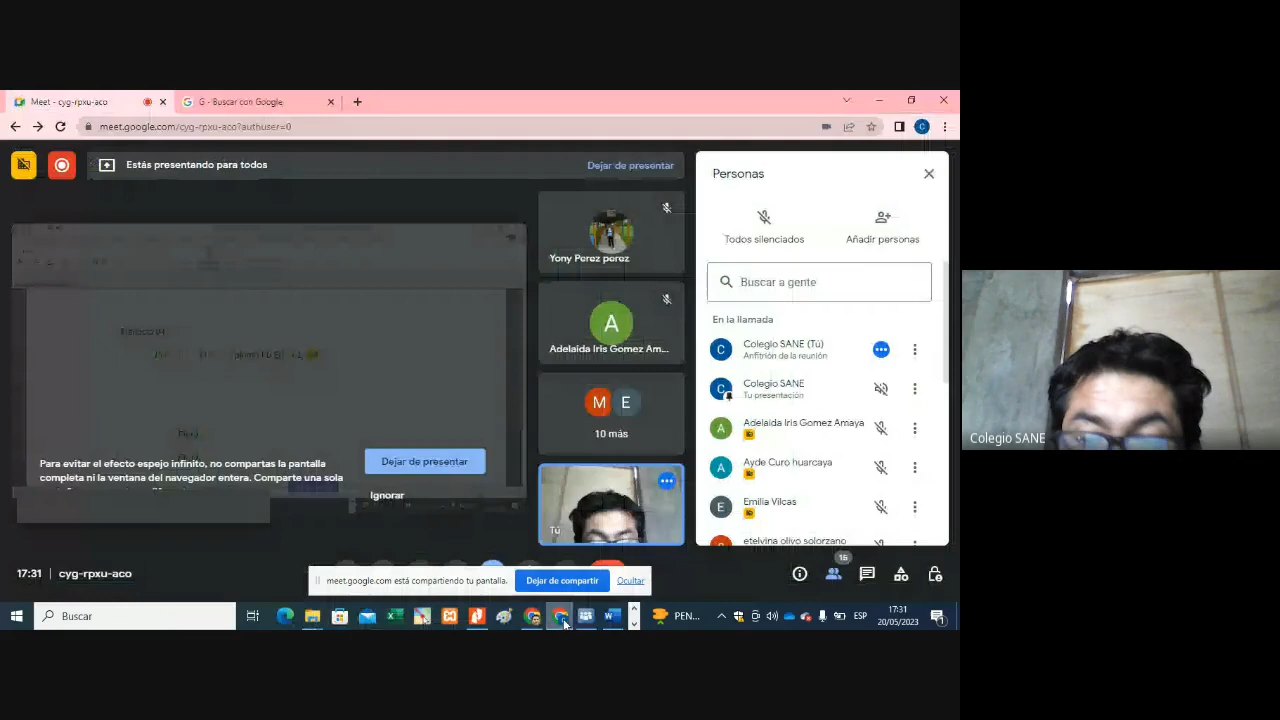 Meet - cyg-rpxu-aco
G - Buscar con Google
meet.google.com/cyg-rpxu-aco?authuser=0
C
Estás presentando para todos
Dejar de presentar
Para evitar el efecto espejo infinito, no compartas la pantalla
completa ni la ventana del navegador entera. Comparte una sola
Dejar de presentar
Ignorar
Yony Perez perez
A
Adelaida Iris Gomez Am...
M E
10 más
Tú
Personas
Todos silenciados
Añadir personas
Buscar a gente
En la llamada
C
Colegio SANE (Tú)
Anfitrión de la reunión
C
Colegio SANE
Tu presentación
A
Adelaida Iris Gomez Amaya
A
Ayde Curo huarcaya
E
Emilia Vilcas
etelvina olivo solorzano
17:31 | cyg-rpxu-aco
15
meet.google.com está compartiendo tu pantalla.
Dejar de compartir
Ocultar
Buscar
PEN...
ESP
17:31
20/05/2023
1
Colegio SANE